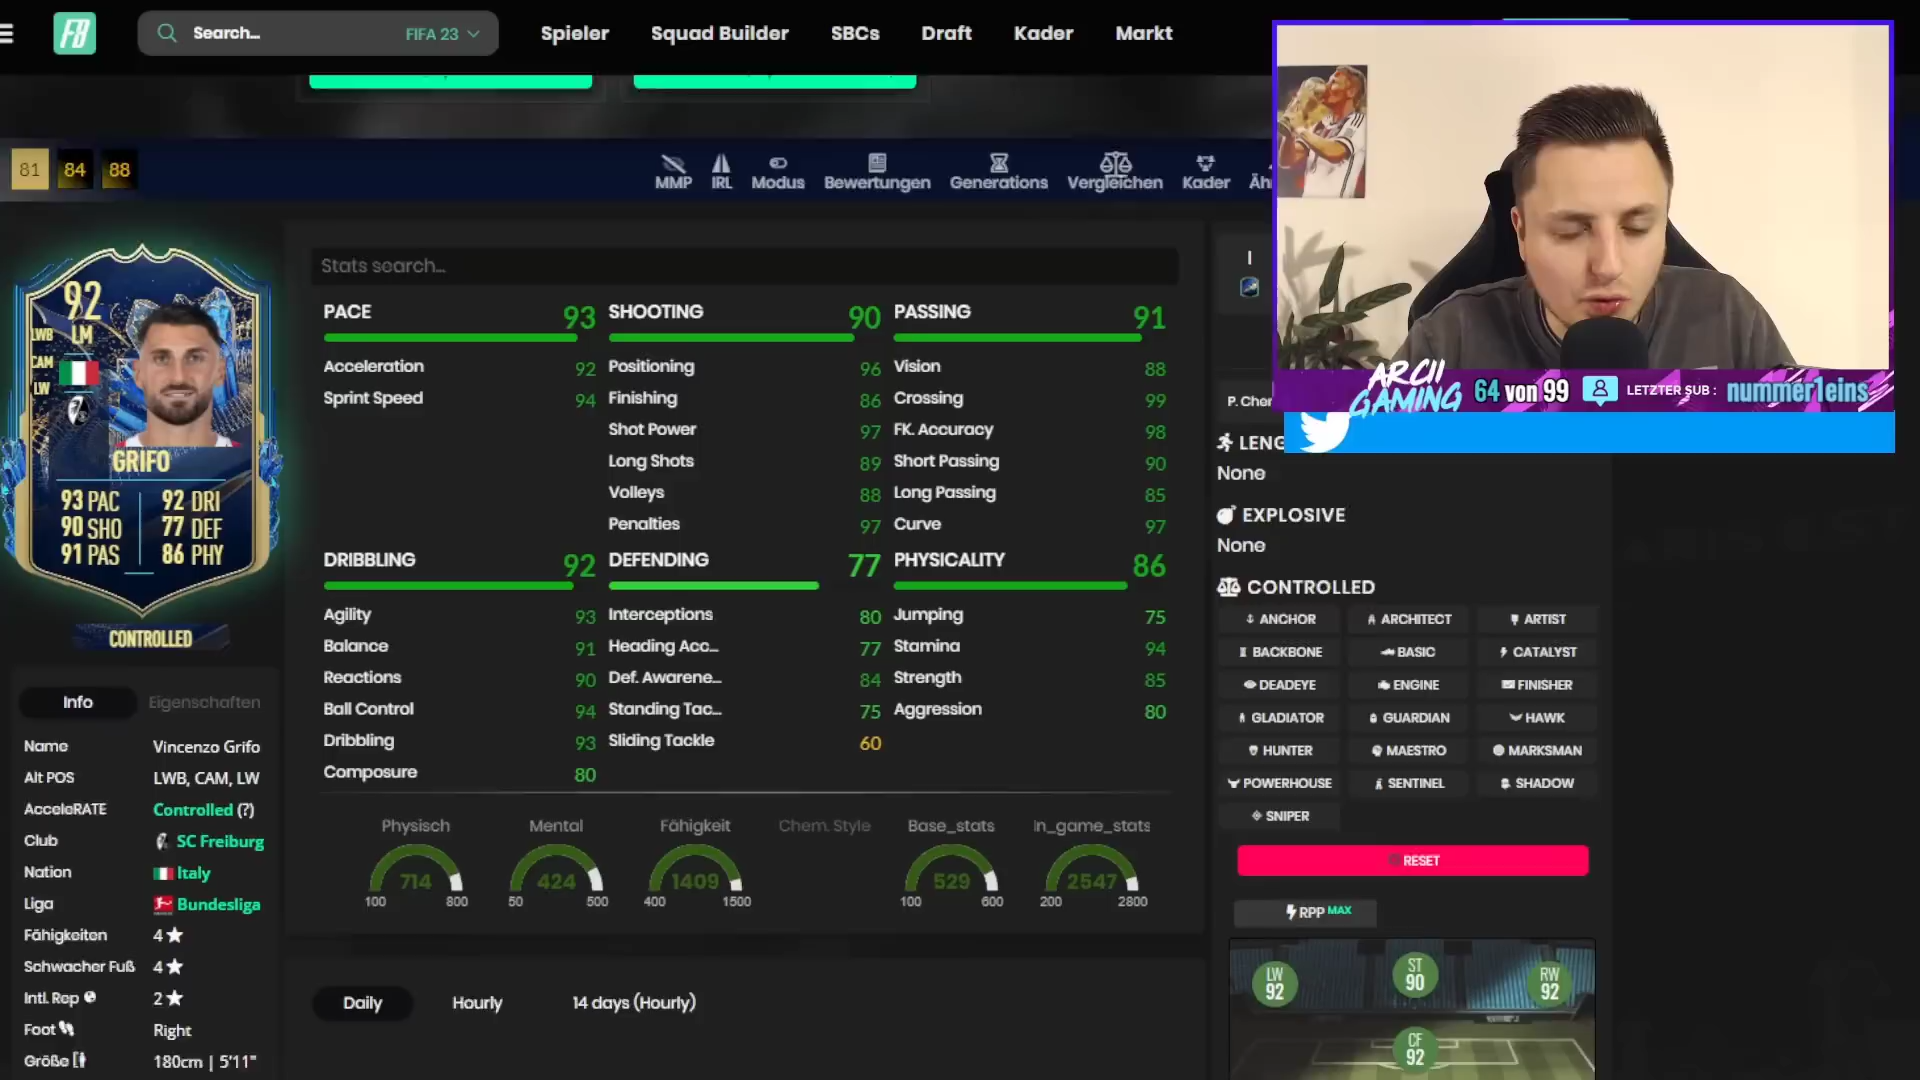 FB
Search...
FIFA 23
Spieler
Squad Builder
SBCs
Draft
Kader
Markt
81
84
88
MMP
IRL
Modus
Bewertungen
Generations
Vergleichen
Kader
92
LM
LWB
CAM
LW
GRIFO
93 PAC
92 DRI
90 SHO
77 DEF
91 PAS
86 PHY
CONTROLLED
Info
Eigenschaften
Name
Vincenzo Grifo
Alt POS
LWB, CAM, LW
AcceleRATE
Controlled (?)
Club
SC Freiburg
Nation
Italy
Liga
Bundesliga
Fähigkeiten
4
Schwacher Fuß
4
Intl. Rep
2
Foot
Right
Größe
180cm | 5'11"
Stats search...
PACE
93
Acceleration
92
Sprint Speed
94
SHOOTING
90
Positioning
96
Finishing
86
Shot Power
97
Long Shots
89
Volleys
88
Penalties
97
PASSING
91
Vision
88
Crossing
99
FK. Accuracy
98
Short Passing
90
Long Passing
85
Curve
97
DRIBBLING
92
Agility
93
Balance
91
Reactions
90
Ball Control
94
Dribbling
93
Composure
80
DEFENDING
77
Interceptions
80
Heading Acc...
77
Def. Awarene...
84
Standing Tac...
75
Sliding Tackle
60
PHYSICALITY
86
Jumping
75
Stamina
94
Strength
85
Aggression
80
Physisch
714
100
800
Mental
424
50
500
Fähigkeit
1409
400
1500
Chem. Style
Base_stats
529
100
600
In_game_stats
2547
200
2800
Daily
Hourly
14 days (Hourly)
ARCII
GAMING
64 von 99
LETZTER SUB :
nummer1eins
P. Chem
LENG
None
EXPLOSIVE
None
CONTROLLED
ANCHOR
ARCHITECT
ARTIST
BACKBONE
BASIC
CATALYST
DEADEYE
ENGINE
FINISHER
GLADIATOR
GUARDIAN
HAWK
HUNTER
MAESTRO
MARKSMAN
POWERHOUSE
SENTINEL
SHADOW
SNIPER
RESET
RPP MAX
LW
92
ST
90
RW
92
CF
92